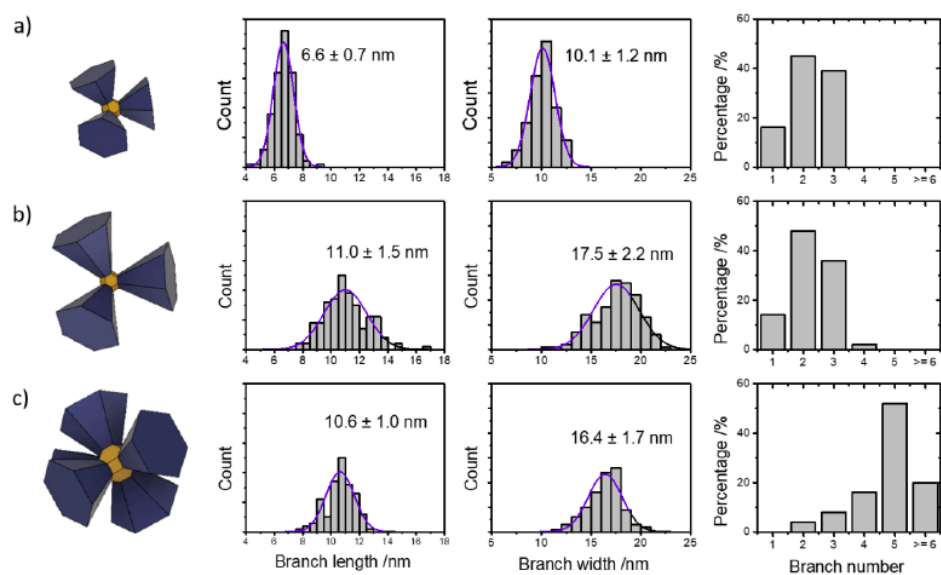 a)
Count
6.6 ± 0.7 nm
4 6 8 10 12 14 16 18
Count
10.1 ± 1.2 nm
5 10 15 20 25
Percentage /%
60
40
20
0
1 2 3 4 5 >= 6
b)
Count
11.0 ± 1.5 nm
4 6 8 10 12 14 16 18
Count
17.5 ± 2.2 nm
5 10 15 20 25
Percentage /%
60
40
20
0
1 2 3 4 5 >= 6
c)
Count
10.6 ± 1.0 nm
4 6 8 10 12 14 16 18
Branch length /nm
Count
16.4 ± 1.7 nm
5 10 15 20 25
Branch width /nm
Percentage /%
60
40
20
0
1 2 3 4 5 >= 6
Branch number